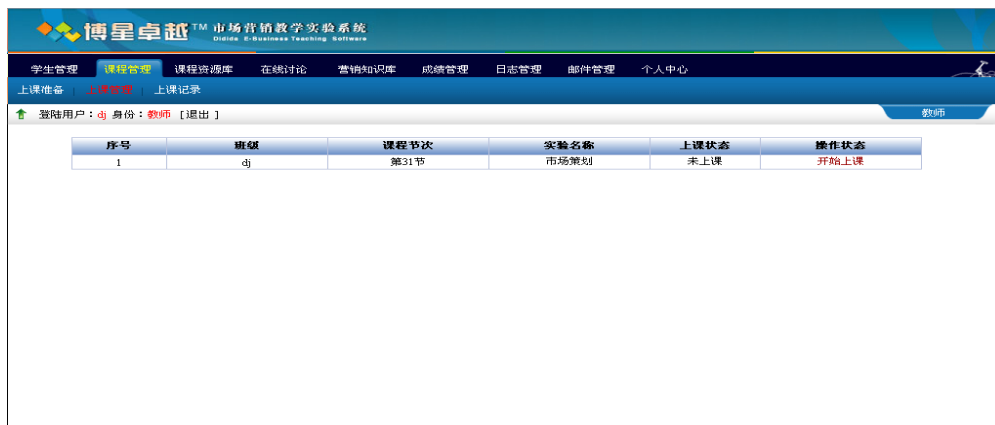 博星卓越™ 市场营销教学实验系统
Didida E-Business Teaching Software
学生管理 课程管理 课程资源库 在线讨论 营销知识库 成绩管理 日志管理 邮件管理 个人中心
上课准备 上课记录
登陆用户：dj 身份：教师 [退出] 教师
序号 班级 课程节次 实验名称 上课状态 操作状态
1 dj 第31节 市场策划 未上课 开始上课